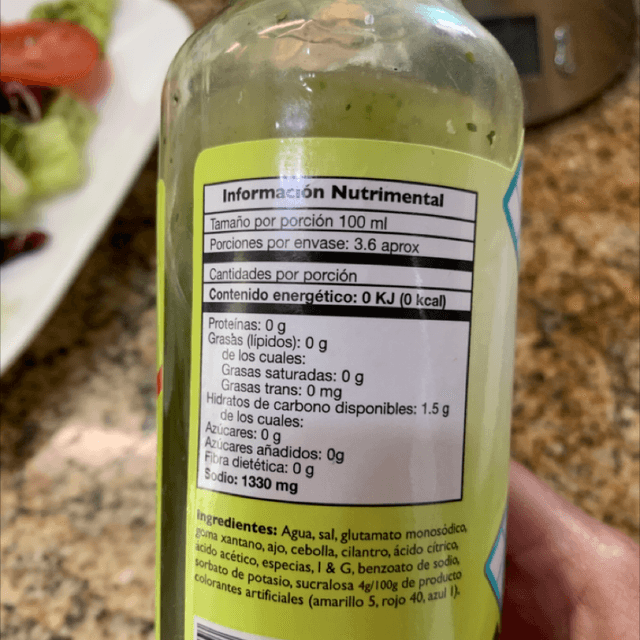 Información Nutrimental
Tamaño por porción 100 ml
Porciones por envase: 3.6 aprox
Cantidades por porción
Contenido energético: 0 KJ (0 kcal)
Proteínas: 0 g
Grasas (lípidos): 0 g
de los cuales:
Grasas saturadas: 0 g
Grasas trans: 0 mg
Hidratos de carbono disponibles: 1.5 g
de los cuales:
Azúcares: 0 g
Azúcares añadidos: 0g
Fibra dietética: 0 g
Sodio: 1330 mg
Ingredientes: Agua, sal, glutamato monosódico,
goma xantano, ajo, cebolla, cilantro, ácido cítrico,
ácido acético, especias, I & G, benzoato de sodio,
sorbato de potasio, sucralosa 4g/100g de producto
colorantes artificiales (amarillo 5, rojo 40, azul 1).